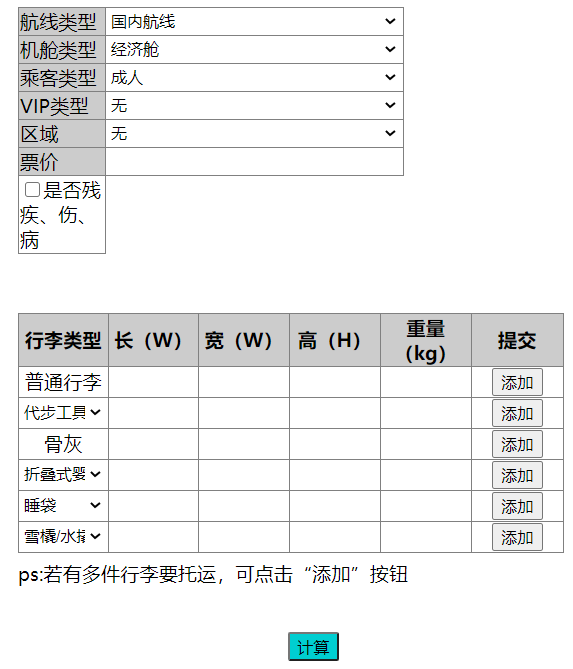 航线类型 国内航线
机舱类型 经济舱
乘客类型 成人
VIP类型 无
区域 无
票价
是否残
疾、伤、
病
行李类型 长（W） 宽（W） 高（H） 重量（kg） 提交
普通行李 添加
代步工具 添加
骨灰 添加
折叠式婴 添加
睡袋 添加
雪橇/水 添加
ps:若有多件行李要托运，可点击“添加”按钮
计算